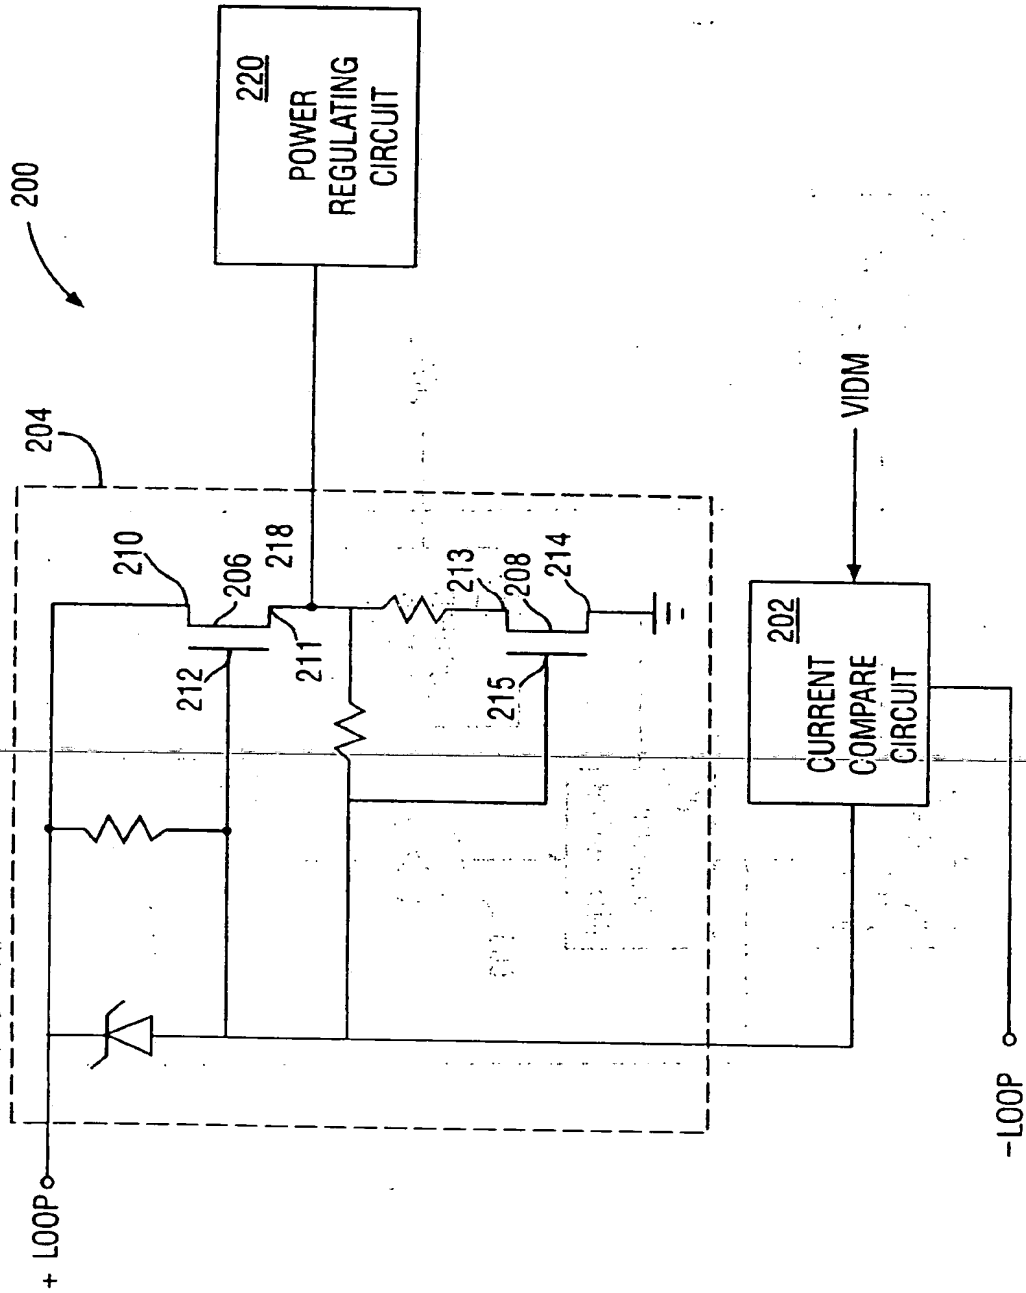 200
220
POWER
REGULATING
CIRCUIT
204
210
206
218
212
211
213
208
214
215
+ LOOP
VIDM
202
CURRENT
COMPARE
CIRCUIT
-LOOP